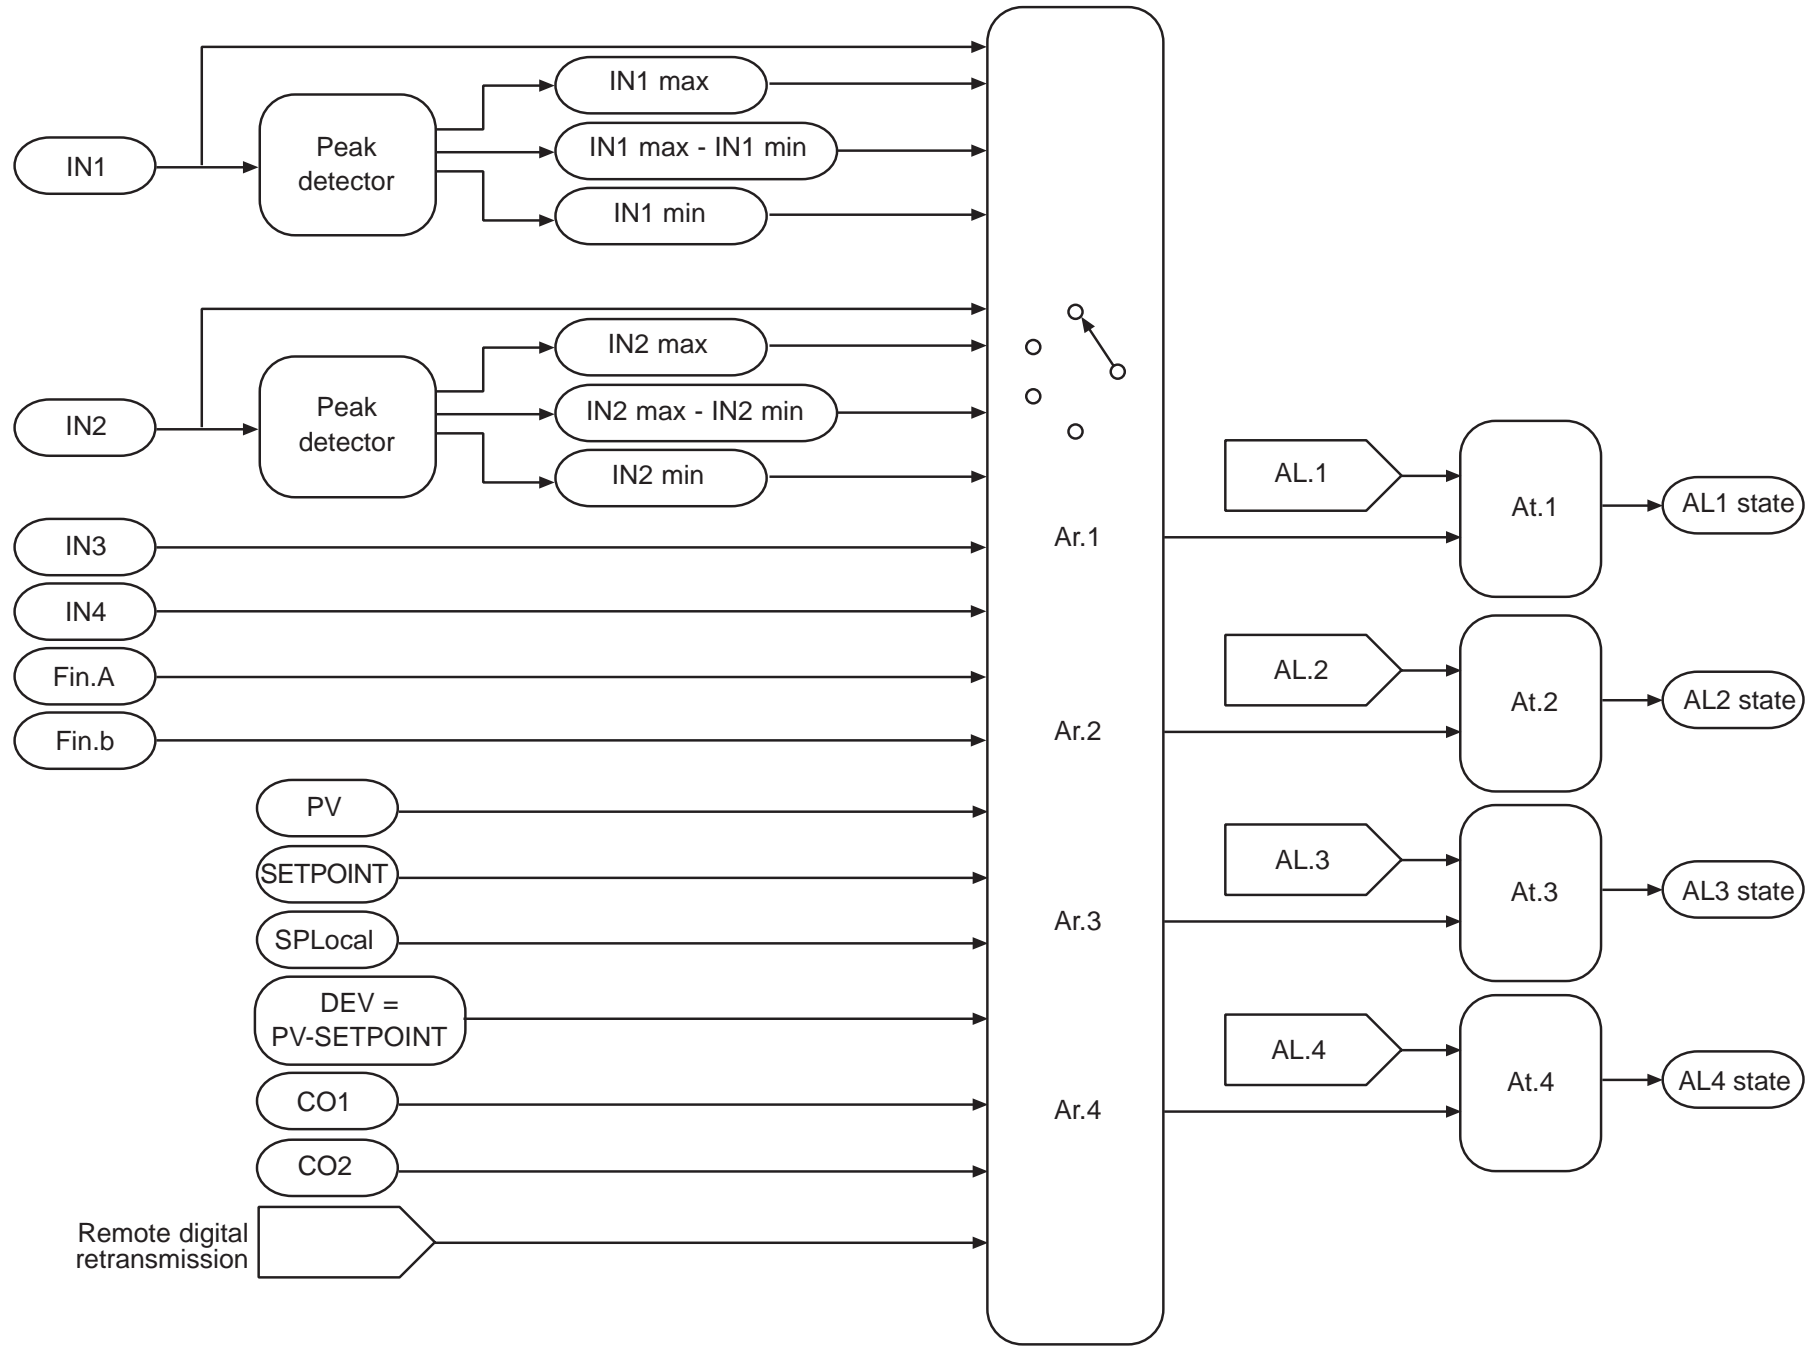 IN1
Peak
detector
IN1 max
IN1 max - IN1 min
IN1 min
IN2
Peak
detector
IN2 max
IN2 max - IN2 min
IN2 min
IN3
IN4
Fin.A
Fin.b
PV
SETPOINT
SPLocal
DEV =
PV-SETPOINT
CO1
CO2
Remote digital
retransmission
Ar.1
Ar.2
Ar.3
Ar.4
AL.1
At.1
AL1 state
AL.2
At.2
AL2 state
AL.3
At.3
AL3 state
AL.4
At.4
AL4 state